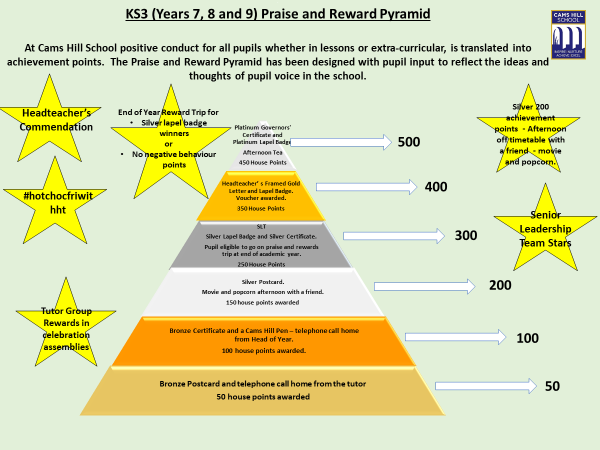 KS3 (Years 7, 8 and 9) Praise and Reward Pyramid
CAMS HILL
SCHOOL
At Cams Hill School positive conduct for all pupils whether in lessons or extra-curricular, is translated into
achievement points. The Praise and Reward Pyramid has been designed with pupil input to reflect the ideas and
thoughts of pupil voice in the school.
Headteacher's
Commendation
End of Year Reward Trip for
• Silver lapel badge
winners
or
• No negative behaviour
points
Silver 200
achievement
points - Afternoon
off timetable with
a friend - movie
and popcorn.
Platinum Governors'
Certificate and
Platinum Lapel Badge
Afternoon Tea
450 House Points
500
#hotchocfriwit
hht
Headteacher' s Framed Gold
Letter and Lapel Badge.
Voucher awarded.
350 House Points
400
Senior
Leadership
Team Stars
SLT
Silver Lapel Badge and Silver Certificate.
Pupil eligible to go on praise and rewards
trip at end of academic year.
250 House Points
300
Silver Postcard.
Movie and popcorn afternoon with a friend.
150 house points awarded
200
Tutor Group
Rewards in
celebration
assemblies
Bronze Certificate and a Cams Hill Pen – telephone call home
from Head of Year.
100 house points awarded.
100
Bronze Postcard and telephone call home from the tutor
50 house points awarded
50